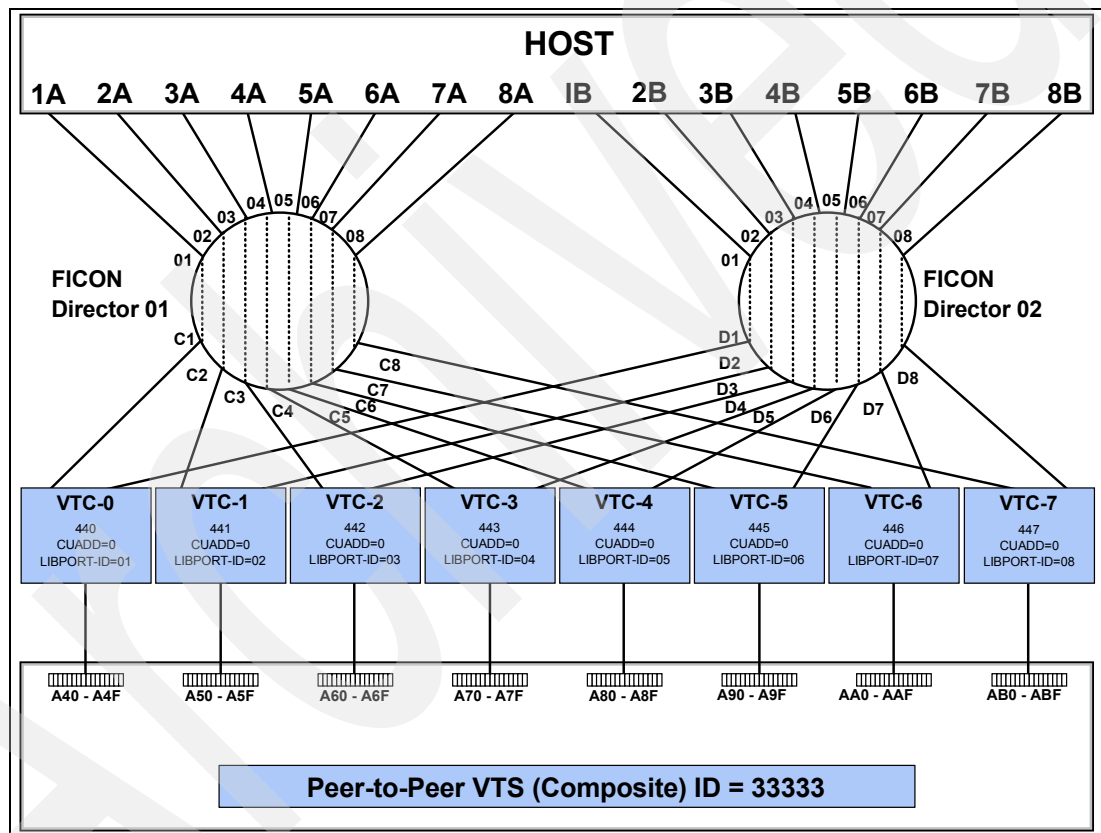 HOST
1A 2A 3A 4A 5A 6A 7A 8A IB 2B 3B 4B 5B 6B 7B 8B
01 02 03 04 05 06 07 08
01 02 03 04 05 06 07 08
FICON
Director 01
FICON
Director 02
C1 C2 C3 C4 C5 C6 C7 C8
D1 D2 D3 D4 D5 D6 D7 D8
VTC-0
440
CUADD=0
LIBPORT-ID=01
VTC-1
441
CUADD=0
LIBPORT-ID=02
VTC-2
442
CUADD=0
LIBPORT-ID=03
VTC-3
443
CUADD=0
LIBPORT-ID=04
VTC-4
444
CUADD=0
LIBPORT-ID=05
VTC-5
445
CUADD=0
LIBPORT-ID=06
VTC-6
446
CUADD=0
LIBPORT-ID=07
VTC-7
447
CUADD=0
LIBPORT-ID=08
A40 - A4F A50 - A5F A60 - A6F A70 - A7F A80 - A8F A90 - A9F AA0 - AAF AB0 - ABF
Peer-to-Peer VTS (Composite) ID = 33333